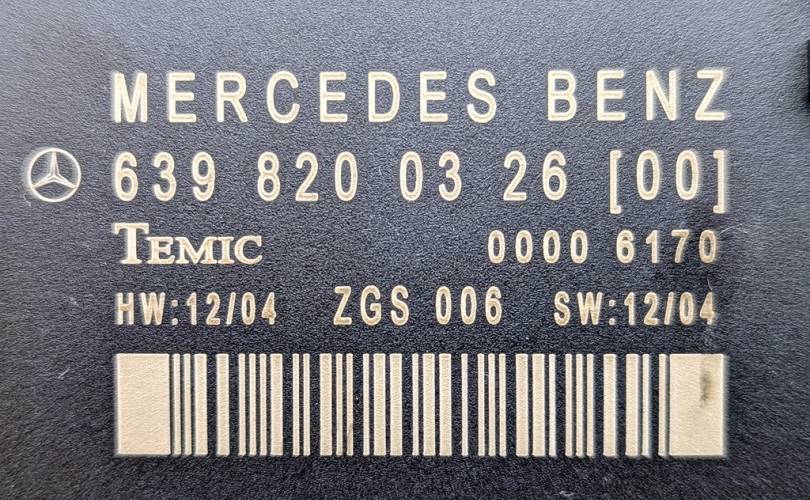 MERCEDES BENZ
639 820 03 26 [00]
TEMIC 0000 6170
HW:12/04 ZGS 006 SW:12/04